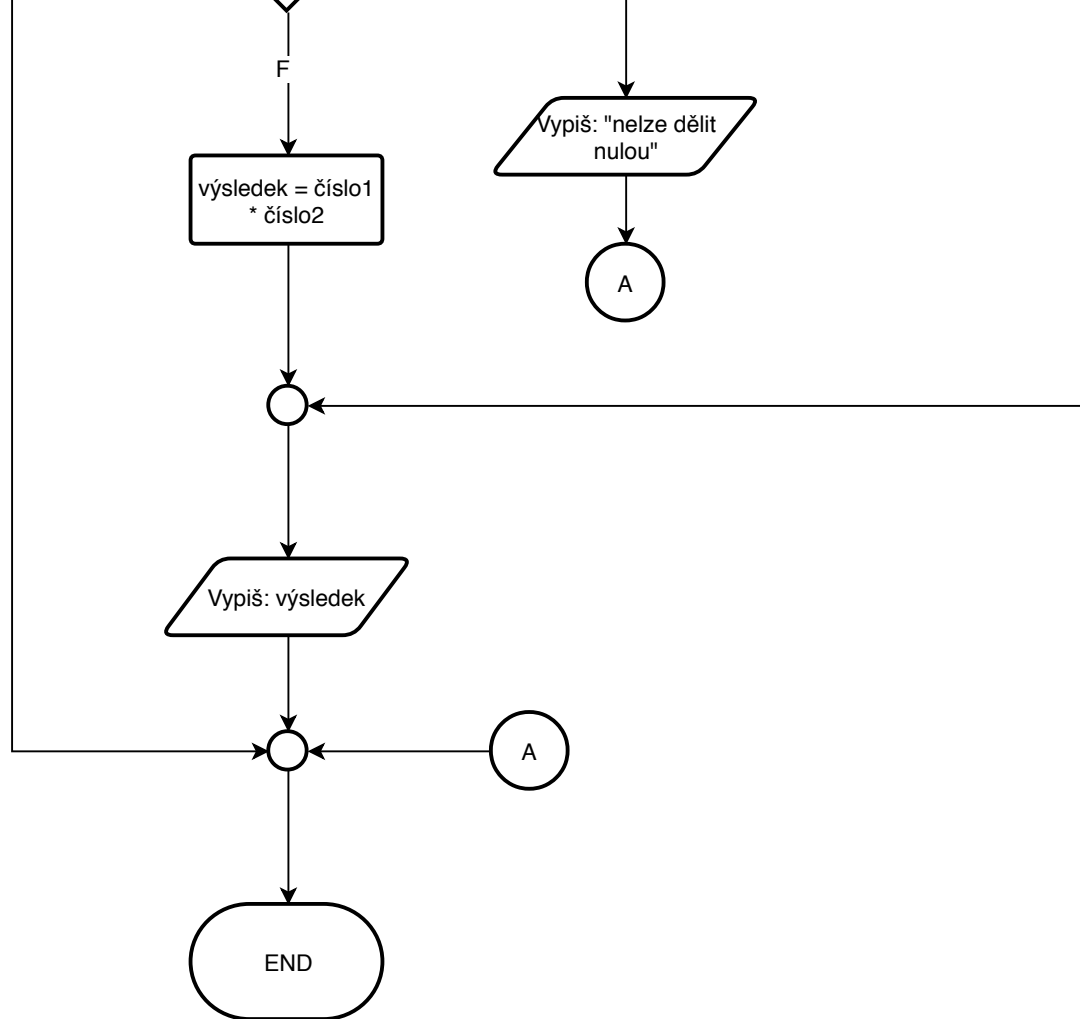 F
Vypiš: "nelze dělit
nulou"
výsledek = číslo1
* číslo2
A
Vypiš: výsledek
A
END